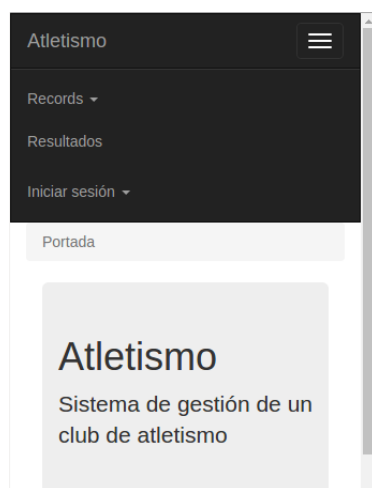 Atletismo
Records
Resultados
Iniciar sesión
Portada
Atletismo
Sistema de gestión de un
club de atletismo